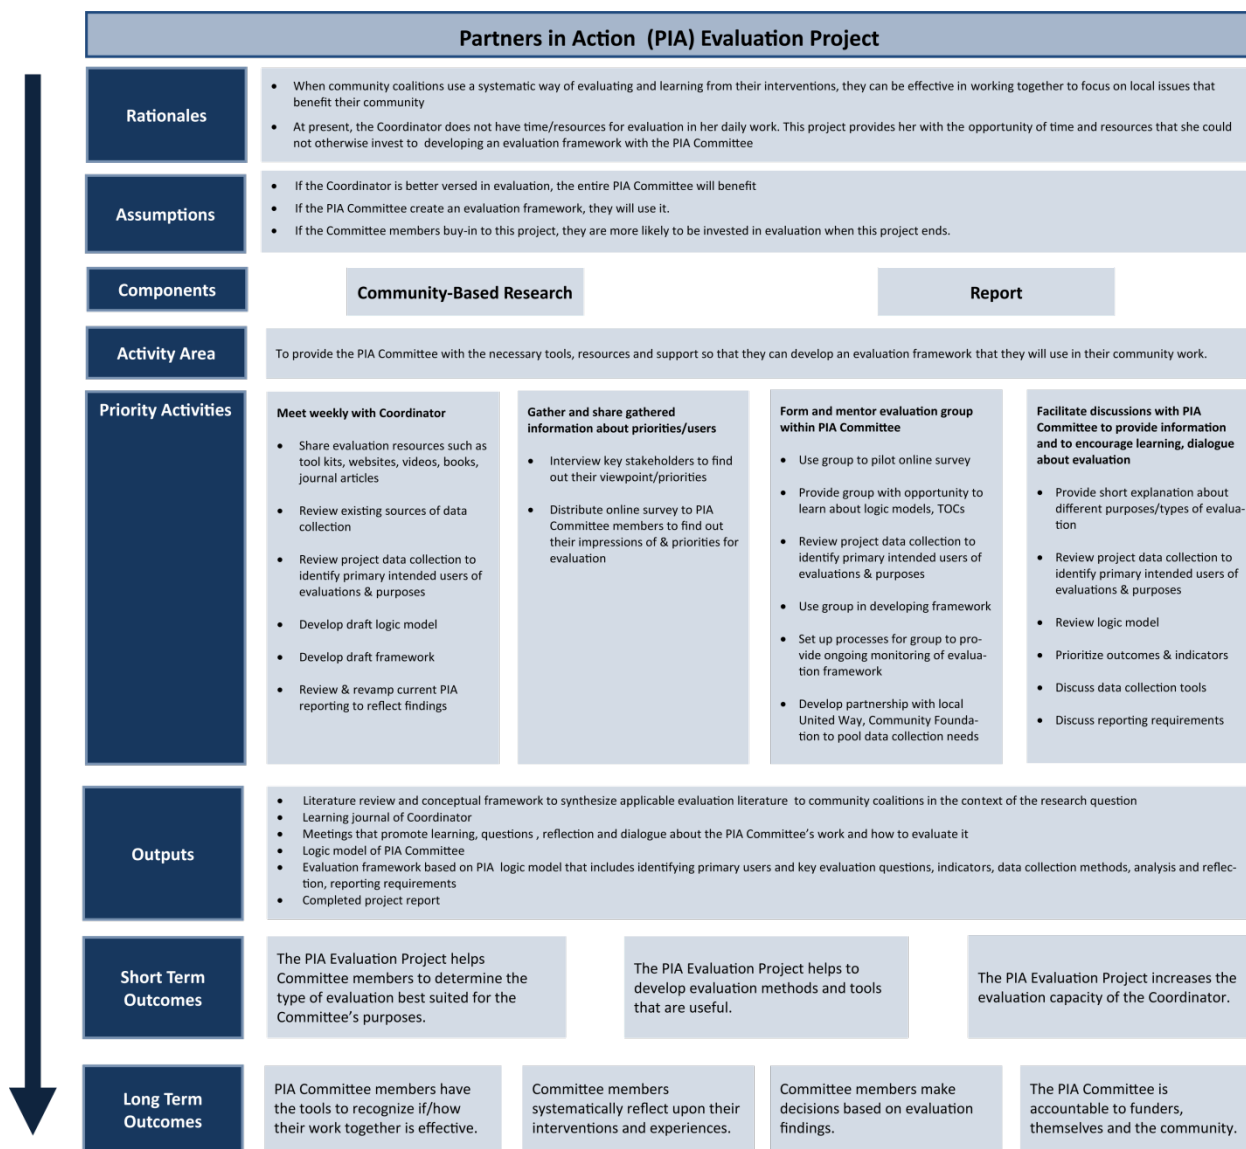 Partners in Action  (PIA) Evaluation Project
Rationales
• When community coalitions use a systematic way of evaluating and learning from their interventions, they can be effective in working together to focus on local issues that
benefit their community
• At present, the Coordinator does not have time/resources for evaluation in her daily work. This project provides her with the opportunity of time and resources that she could
not otherwise invest to  developing an evaluation framework with the PIA Committee
Assumptions
• If the Coordinator is better versed in evaluation, the entire PIA Committee will benefit
• If the PIA Committee create an evaluation framework, they will use it.
• If the Committee members buy-in to this project, they are more likely to be invested in evaluation when this project ends.
Components
Community-Based Research
Report
Activity Area
To provide the PIA Committee with the necessary tools, resources and support so that they can develop an evaluation framework that they will use in their community work.
Priority Activities
Meet weekly with Coordinator
• Share evaluation resources such as
tool kits, websites, videos, books,
journal articles
• Review existing sources of data
collection
• Review project data collection to
identify primary intended users of
evaluations & purposes
• Develop draft logic model
• Develop draft framework
• Review & revamp current PIA
reporting to reflect findings
Gather and share gathered
information about priorities/users
• Interview key stakeholders to find
out their viewpoint/priorities
• Distribute online survey to PIA
Committee members to find out
their impressions of & priorities for
evaluation
Form and mentor evaluation group
within PIA Committee
• Use group to pilot online survey
• Provide group with opportunity to
learn about logic models, TOCs
• Review project data collection to
identify primary intended users of
evaluations & purposes
• Use group in developing framework
• Set up processes for group to pro-
vide ongoing monitoring of evalua-
tion framework
• Develop partnership with local
United Way, Community Founda-
tion to pool data collection needs
Facilitate discussions with PIA
Committee to provide information
and to encourage learning, dialogue
about evaluation
• Provide short explanation about
different purposes/types of evalua-
tion
• Review project data collection to
identify primary intended users of
evaluations & purposes
• Review logic model
• Prioritize outcomes & indicators
• Discuss data collection tools
• Discuss reporting requirements
Outputs
• Literature review and conceptual framework to synthesize applicable evaluation literature  to community coalitions in the context of the research question
• Learning journal of Coordinator
• Meetings that promote learning, questions , reflection and dialogue about the PIA Committee's work and how to evaluate it
• Logic model of PIA Committee
• Evaluation framework based on PIA  logic model that includes identifying primary users and key evaluation questions, indicators, data collection methods, analysis and reflec-
tion, reporting requirements
• Completed project report
Short Term
Outcomes
The PIA Evaluation Project helps
Committee members to determine the
type of evaluation best suited for the
Committee's purposes.
The PIA Evaluation Project helps to
develop evaluation methods and tools
that are useful.
The PIA Evaluation Project increases the
evaluation capacity of the Coordinator.
Long Term
Outcomes
PIA Committee members have
the tools to recognize if/how
their work together is effective.
Committee members
systematically reflect upon their
interventions and experiences.
Committee members make
decisions based on evaluation
findings.
The PIA Committee is
accountable to funders,
themselves and the community.